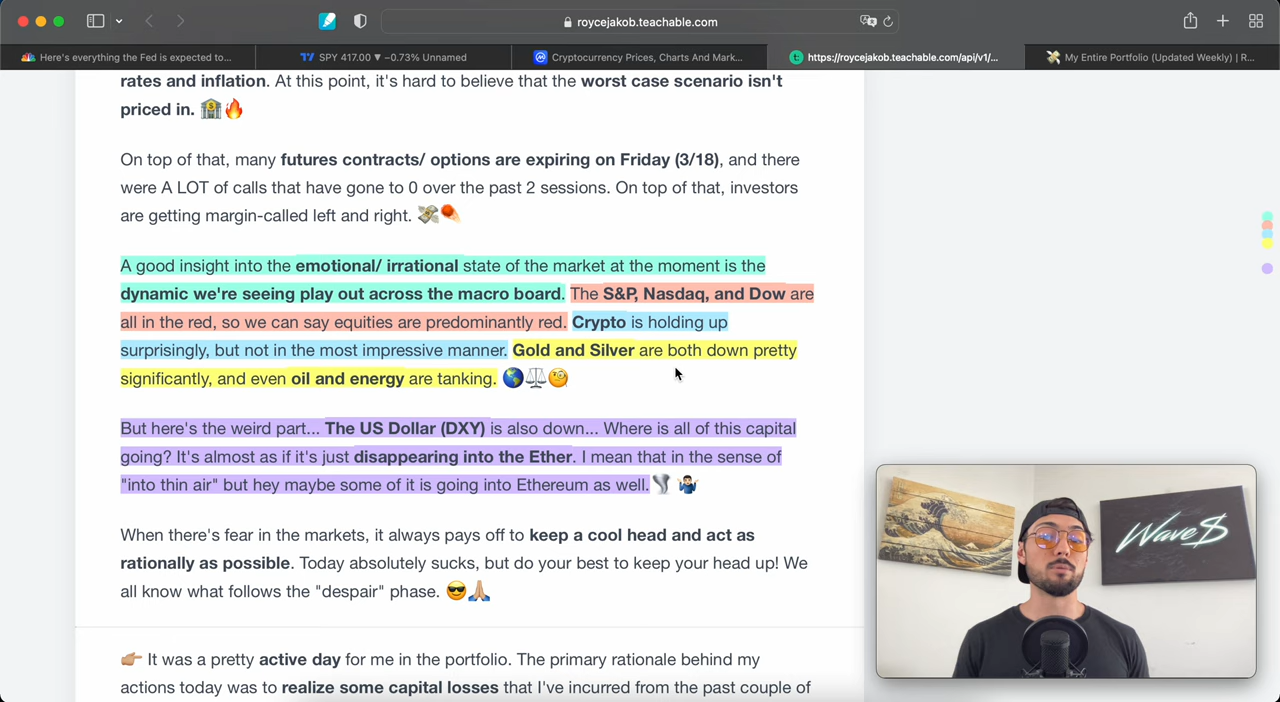 roycejakob.teachable.com
Here's everything the Fed is expected to...
SPY 417.00 ▼ −0.73% Unnamed
Cryptocurrency Prices, Charts And Mark...
https://roycejakob.teachable.com/api/v1/...
My Entire Portfolio (Updated Weekly) | R...
rates and inflation. At this point, it's hard to believe that the worst case scenario isn't
priced in. 🏦🔥
On top of that, many futures contracts/ options are expiring on Friday (3/18), and there
were A LOT of calls that have gone to 0 over the past 2 sessions. On top of that, investors
are getting margin-called left and right. 💸☄️
A good insight into the emotional/ irrational state of the market at the moment is the
dynamic we're seeing play out across the macro board. The S&P, Nasdaq, and Dow are
all in the red, so we can say equities are predominantly red. Crypto is holding up
surprisingly, but not in the most impressive manner. Gold and Silver are both down pretty
significantly, and even oil and energy are tanking. 🌎⚖️🧐
But here's the weird part... The US Dollar (DXY) is also down... Where is all of this capital
going? It's almost as if it's just disappearing into the Ether. I mean that in the sense of
"into thin air" but hey maybe some of it is going into Ethereum as well. 🌪️ 🤷🏻‍♂️
When there's fear in the markets, it always pays off to keep a cool head and act as
rationally as possible. Today absolutely sucks, but do your best to keep your head up! We
all know what follows the "despair" phase. 😎🙏🏼
👉🏼 It was a pretty active day for me in the portfolio. The primary rationale behind my
actions today was to realize some capital losses that I've incurred from the past couple of
Wave$